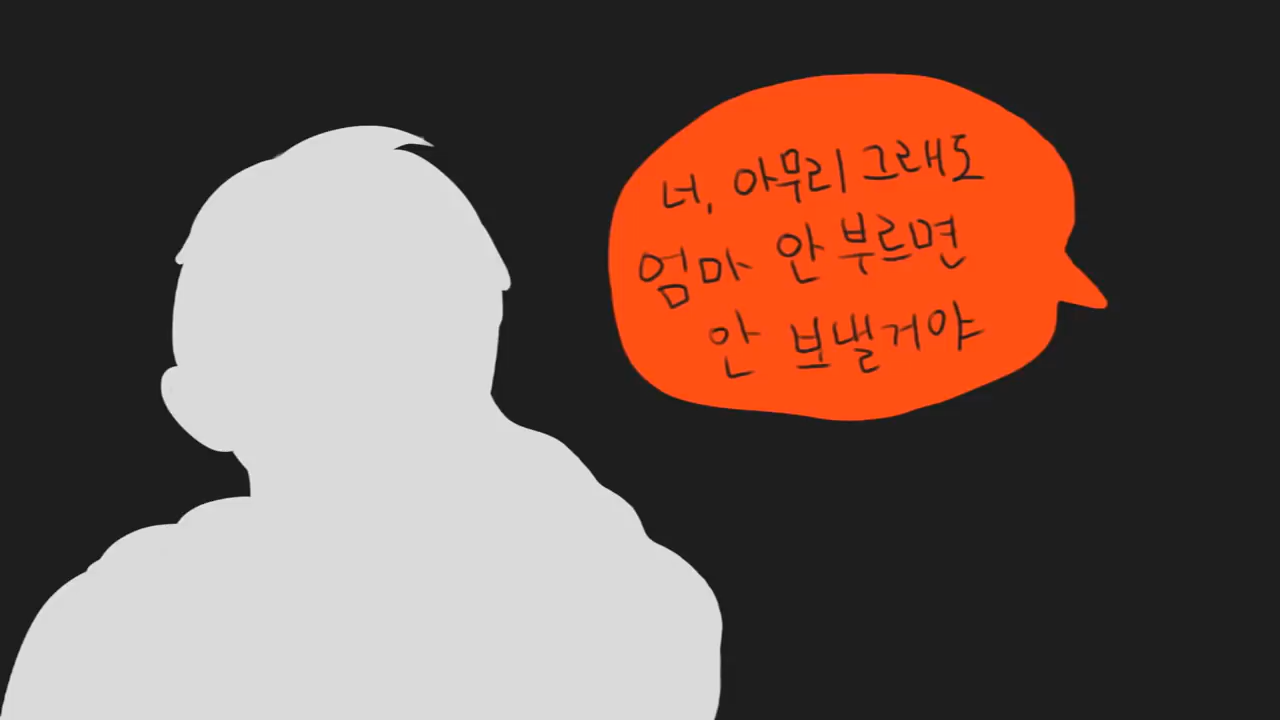 너, 아무리 그래도
엄마 안 부르면
안 보낼거야